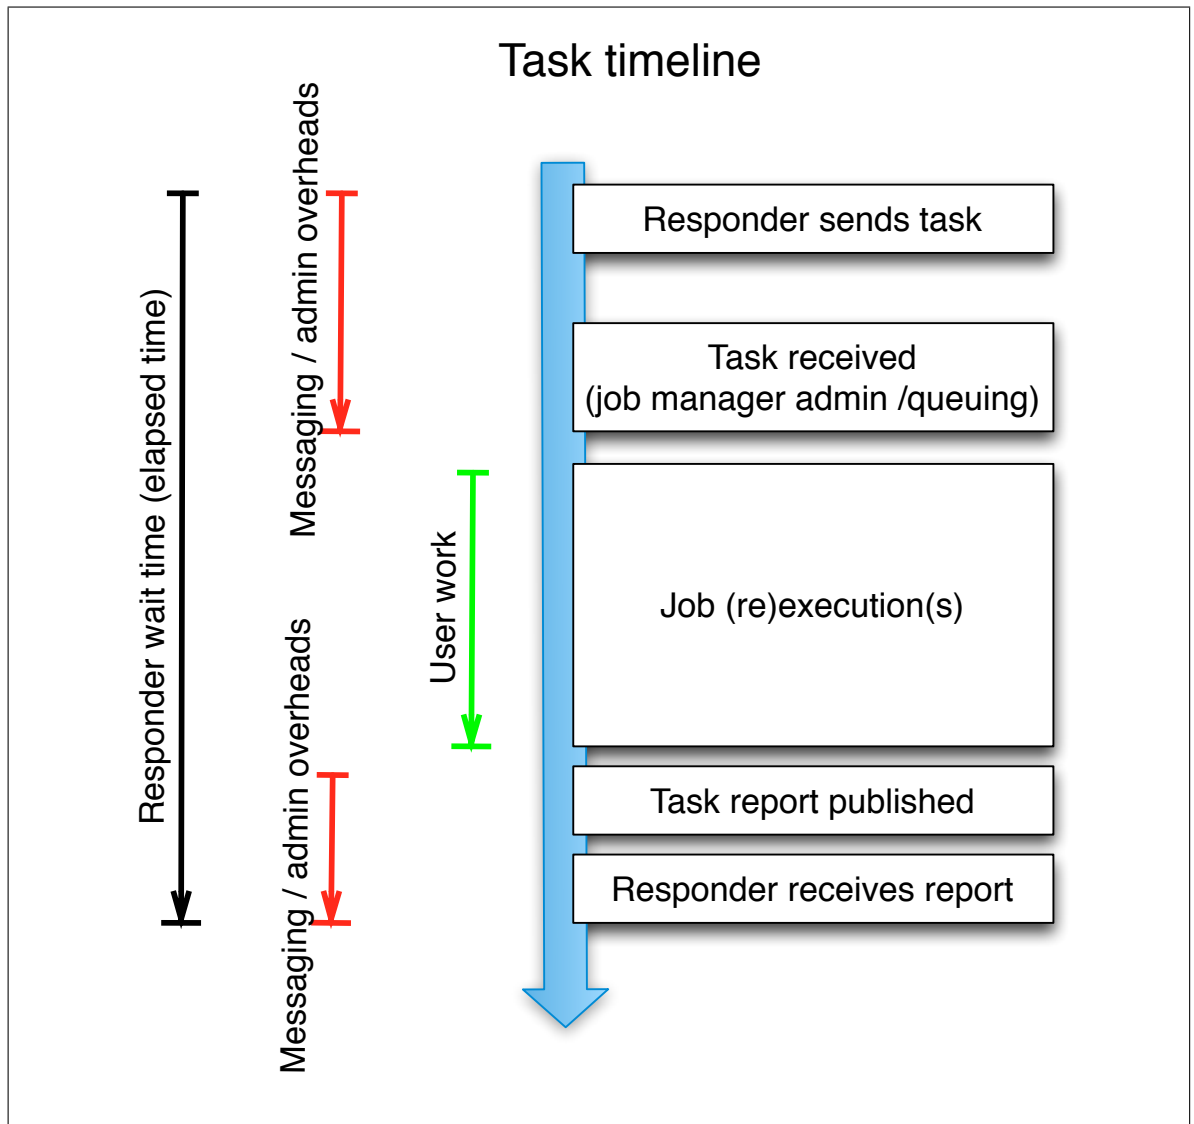 Task timeline
Responder wait time (elapsed time)
Messaging / admin overheads
Messaging / admin overheads
User work
Responder sends task
Task received
(job manager admin /queuing)
Job (re)execution(s)
Task report published
Responder receives report